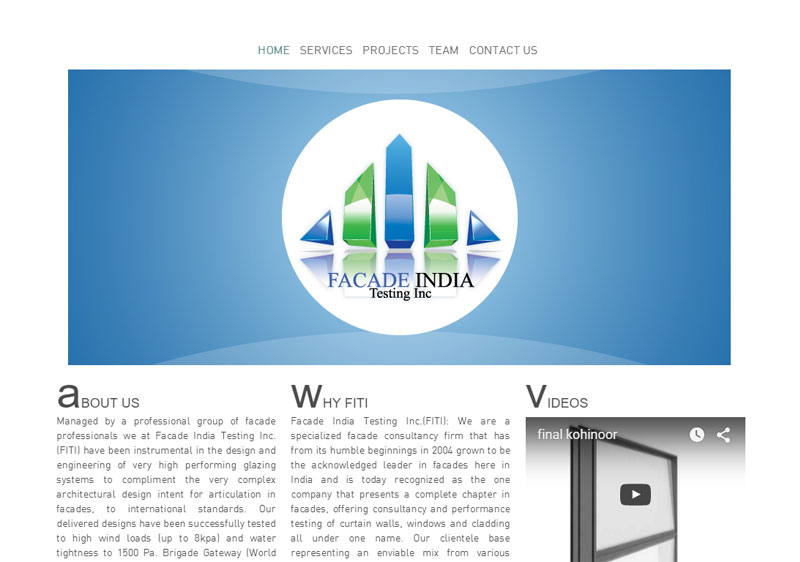 HOME SERVICES PROJECTS TEAM CONTACT US
FACADE INDIA
Testing Inc
aBOUT US
Managed by a professional group of facade
professionals we at Facade India Testing Inc.
(FITI) have been instrumental in the design and
engineering of very high performing glazing
systems to compliment the very complex
architectural design intent for articulation in
facades, to international standards. Our
delivered designs have been successfully tested
to high wind loads (up to 8kpa) and water
tightness to 1500 Pa. Brigade Gateway (World
WHY FITI
Facade India Testing Inc.(FITI): We are a
specialized facade consultancy firm that has
from its humble beginnings in 2004 grown to be
the acknowledged leader in facades here in
India and is today recognized as the one
company that presents a complete chapter in
facades, offering consultancy and performance
testing of curtain walls, windows and cladding
all under one name. Our clientele base
representing an enviable mix from various
VIDEOS
final kohinoor